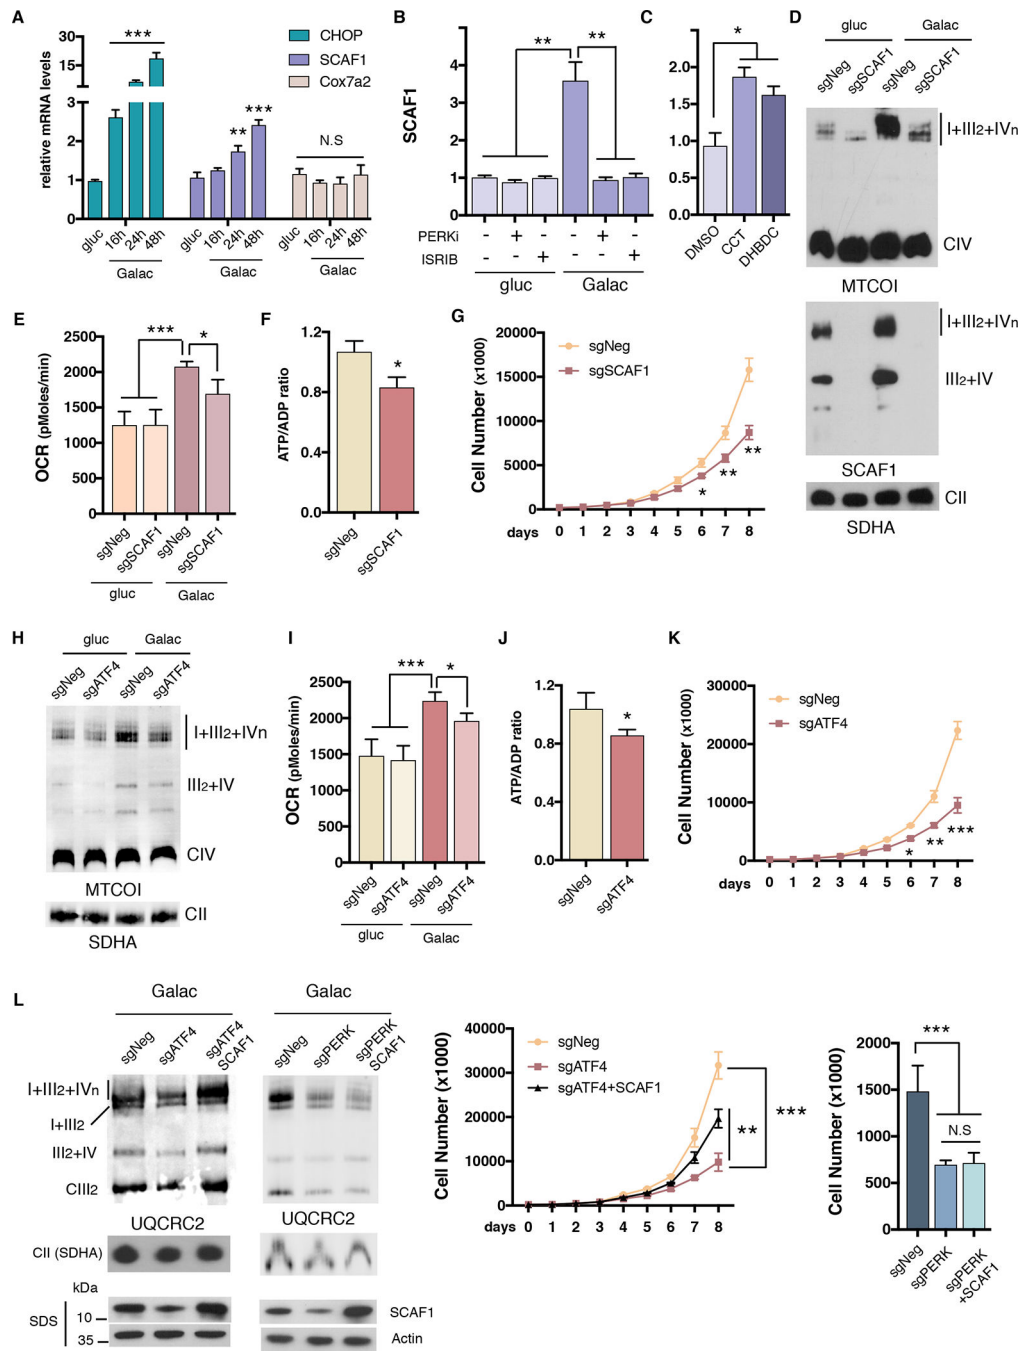 A
relative mRNA levels
30
15
3
2
1
0
***
**
***
N.S
CHOP
SCAF1
Cox7a2
gluc
16h
24h
48h
gluc
16h
24h
48h
gluc
16h
24h
48h
Galac
Galac
Galac
B
SCAF1
4
2
1
0
**
**
PERKi
- + - - + -
ISRIB
- - + - - +
gluc
Galac
C
2.0
1.5
1.0
0.5
0.0
*
DMSO
CCT
DHBDC
D
gluc
Galac
sgNeg
sgSCAF1
sgNeg
sgSCAF1
I+III2+IVn
CIV
MTCOI
I+III2+IVn
III2+IV
SCAF1
CII
SDHA
E
OCR (pMoles/min)
2500
2000
1500
1000
500
0
***
*
sgNeg
sgSCAF1
sgNeg
sgSCAF1
gluc
Galac
F
ATP/ADP ratio
1.2
0.8
0.4
0.0
*
sgNeg
sgSCAF1
G
Cell Number (x1000)
20000
15000
10000
5000
0
sgNeg
sgSCAF1
*
**
**
days
0 1 2 3 4 5 6 7 8
H
gluc
Galac
sgNeg
sgATF4
sgNeg
sgATF4
I+III2+IVn
III2+IV
CIV
MTCOI
CII
SDHA
I
OCR (pMoles/min)
2500
2000
1500
1000
500
0
***
*
sgNeg
sgATF4
sgNeg
sgATF4
gluc
Galac
J
ATP/ADP ratio
1.2
0.8
0.4
0.0
*
sgNeg
sgATF4
K
Cell Number (x1000)
30000
20000
10000
0
sgNeg
sgATF4
*
**
***
days
0 1 2 3 4 5 6 7 8
L
Galac
sgNeg
sgATF4
sgATF4
SCAF1
I+III2+IVn
I+III2
III2+IV
CIII2
UQCRC2
CII (SDHA)
kDa
SDS
10
35
Galac
sgNeg
sgPERK
sgPERK
SCAF1
UQCRC2
SCAF1
Actin
Cell Number (x1000)
40000
30000
20000
10000
0
sgNeg
sgATF4
sgATF4+SCAF1
**
***
days
0 1 2 3 4 5 6 7 8
Cell Number (x1000)
2000
1500
1000
500
0
***
N.S
sgNeg
sgPERK
sgPERK
+SCAF1